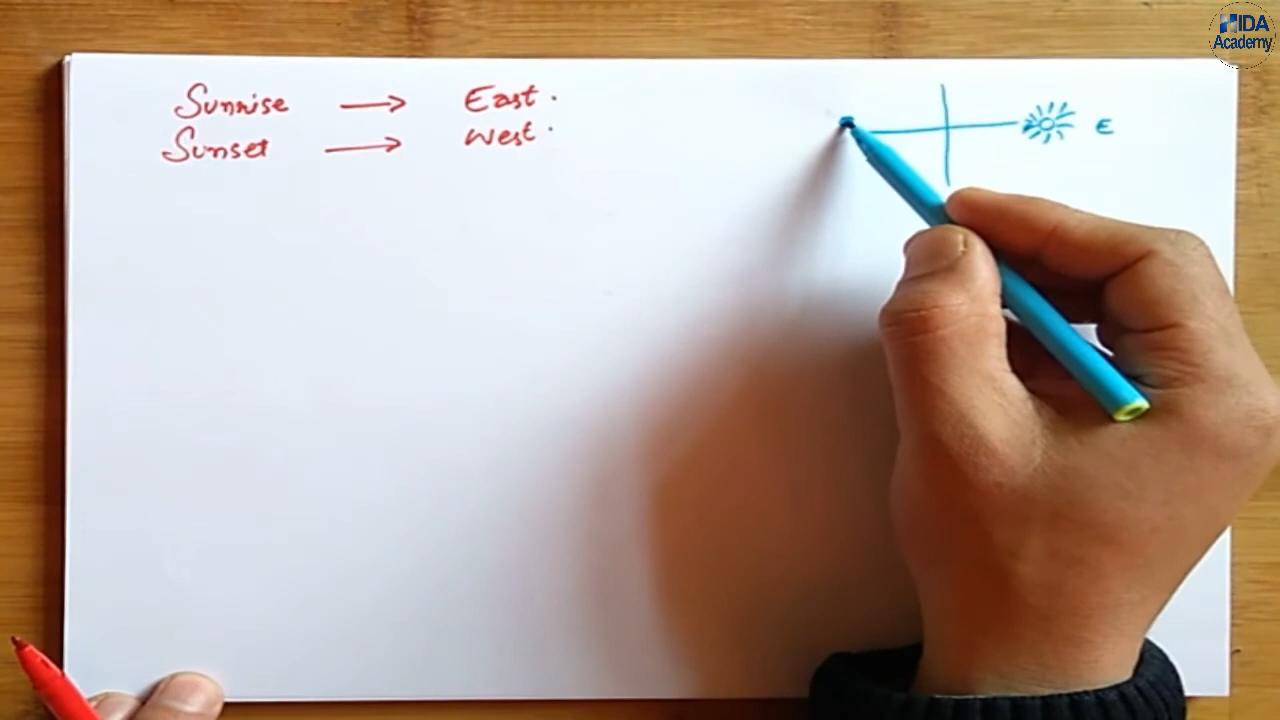 Sunrise → East.
Sunset → West.
E
IDA
Academy